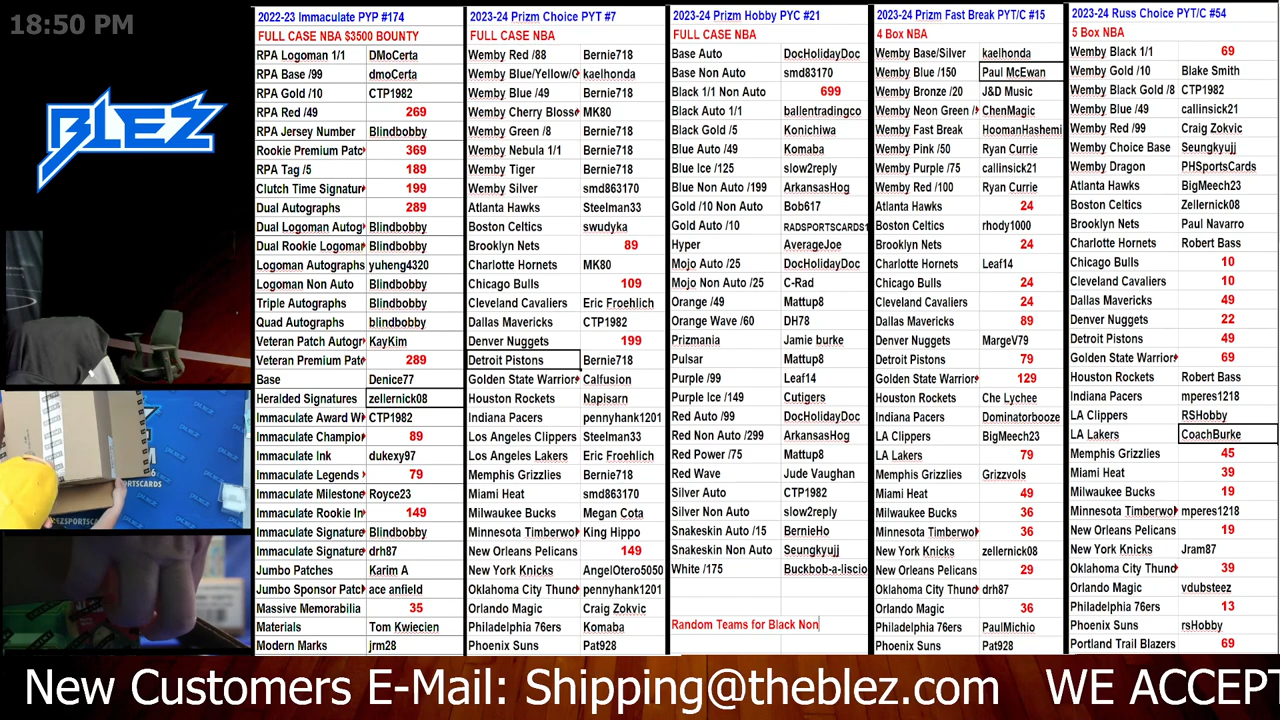 18:50 PM
BLEZ
2022-23 Immaculate PYP #174
FULL CASE NBA $3500 BOUNTY
RPA Logoman 1/1 DMoCerta
RPA Base /99 dmoCerta
RPA Gold /10 CTP1982
RPA Red /49 269
RPA Jersey Number Blindbobby
Rookie Premium Patc 369
RPA Tag /5 189
Clutch Time Signatur 199
Dual Autographs 289
Dual Logoman Autog Blindbobby
Dual Rookie Logoma Blindbobby
Logoman Autographs yuheng4320
Logoman Non Auto Blindbobby
Triple Autographs Blindbobby
Quad Autographs blindbobby
Veteran Patch Autogr KayKim
Veteran Premium Pat 289
Base Denice77
Heralded Signatures zellernick08
Immaculate Award W CTP1982
Immaculate Champio 89
Immaculate Ink dukexy97
Immaculate Legends 79
Immaculate Mileston Royce23
Immaculate Rookie In 149
Immaculate Signatur Blindbobby
Immaculate Signatur drh87
Jumbo Patches Karim A
Jumbo Sponsor Patc ace anfield
Massive Memorabilia 35
Materials Tom Kwiecien
Modern Marks jrm28
2023-24 Prizm Choice PYT #7
FULL CASE NBA
Wemby Red /88 Bernie718
Wemby Blue/Yellow/G kaelhonda
Wemby Blue /49 Bernie718
Wemby Cherry Bloss MK80
Wemby Green /8 Bernie718
Wemby Nebula 1/1 Bernie718
Wemby Tiger Bernie718
Wemby Silver smd863170
Atlanta Hawks Steelman33
Boston Celtics swudyka
Brooklyn Nets 89
Charlotte Hornets MK80
Chicago Bulls 109
Cleveland Cavaliers Eric Froehlich
Dallas Mavericks CTP1982
Denver Nuggets 199
Detroit Pistons Bernie718
Golden State Warrior Calfusion
Houston Rockets Napisarn
Indiana Pacers pennyhank1201
Los Angeles Clippers Steelman33
Los Angeles Lakers Eric Froehlich
Memphis Grizzlies Bernie718
Miami Heat smd863170
Milwaukee Bucks Megan Cota
Minnesota Timberwo King Hippo
New Orleans Pelicans 149
New York Knicks AngelOtero5050
Oklahoma City Thun pennyhank1201
Orlando Magic Craig Zokvic
Philadelphia 76ers Komaba
Phoenix Suns Pat928
2023-24 Prizm Hobby PYC #21
FULL CASE NBA
Base Auto DocHolidayDoc
Base Non Auto smd83170
Black 1/1 Non Auto 699
Black Auto 1/1 ballentradingco
Black Gold /5 Konichiwa
Blue Auto /49 Komaba
Blue Ice /125 slow2reply
Blue Non Auto /199 ArkansasHog
Gold /10 Non Auto Bob617
Gold Auto /10 RADSPORTSCARDS1
Hyper AverageJoe
Mojo Auto /25 DocHolidayDoc
Mojo Non Auto /25 C-Rad
Orange /49 Mattup8
Orange Wave /60 DH78
Prizmania Jamie burke
Pulsar Mattup8
Purple /99 Leaf14
Purple Ice /149 Cutigers
Red Auto /99 DocHolidayDoc
Red Non Auto /299 ArkansasHog
Red Power /75 Mattup8
Red Wave Jude Vaughan
Silver Auto CTP1982
Silver Non Auto slow2reply
Snakeskin Auto /15 BernieHo
Snakeskin Non Auto Seungkyujj
White /175 Buckbob-a-liscio
Random Teams for Black Non
2023-24 Prizm Fast Break PYT/C #15
4 Box NBA
Wemby Base/Silver kaelhonda
Wemby Blue /150 Paul McEwan
Wemby Bronze /20 J&D Music
Wemby Neon Green / ChenMagic
Wemby Fast Break HoomanHashemi
Wemby Pink /50 Ryan Currie
Wemby Purple /75 callinsick21
Wemby Red /100 Ryan Currie
Atlanta Hawks 24
Boston Celtics rhody1000
Brooklyn Nets 24
Charlotte Hornets Leaf14
Chicago Bulls 24
Cleveland Cavaliers 24
Dallas Mavericks 89
Denver Nuggets MargeV79
Detroit Pistons 79
Golden State Warrior 129
Houston Rockets Che Lychee
Indiana Pacers Dominatorbooze
LA Clippers BigMeech23
LA Lakers 79
Memphis Grizzlies Grizzvols
Miami Heat 49
Milwaukee Bucks 36
Minnesota Timberwo 36
New York Knicks zellernick08
New Orleans Pelicans 29
Oklahoma City Thun drh87
Orlando Magic 36
Philadelphia 76ers PaulMichio
Phoenix Suns Pat928
2023-24 Russ Choice PYT/C #54
5 Box NBA
Wemby Black 1/1 69
Wemby Gold /10 Blake Smith
Wemby Black Gold /8 CTP1982
Wemby Blue /49 callinsick21
Wemby Red /99 Craig Zokvic
Wemby Choice Base Seungkyujj
Wemby Dragon PHSportsCards
Atlanta Hawks BigMeech23
Boston Celtics Zellernick08
Brooklyn Nets Paul Navarro
Charlotte Hornets Robert Bass
Chicago Bulls 10
Cleveland Cavaliers 10
Dallas Mavericks 49
Denver Nuggets 22
Detroit Pistons 49
Golden State Warrior 69
Houston Rockets Robert Bass
Indiana Pacers mperes1218
LA Clippers RSHobby
LA Lakers CoachBurke
Memphis Grizzlies 45
Miami Heat 39
Milwaukee Bucks 19
Minnesota Timberwo mperes1218
New Orleans Pelicans 19
New York Knicks Jram87
Oklahoma City Thund 39
Orlando Magic vdubsteez
Philadelphia 76ers 13
Phoenix Suns rsHobby
Portland Trail Blazers 69
New Customers E-Mail: Shipping@theblez.com WE ACCEPT